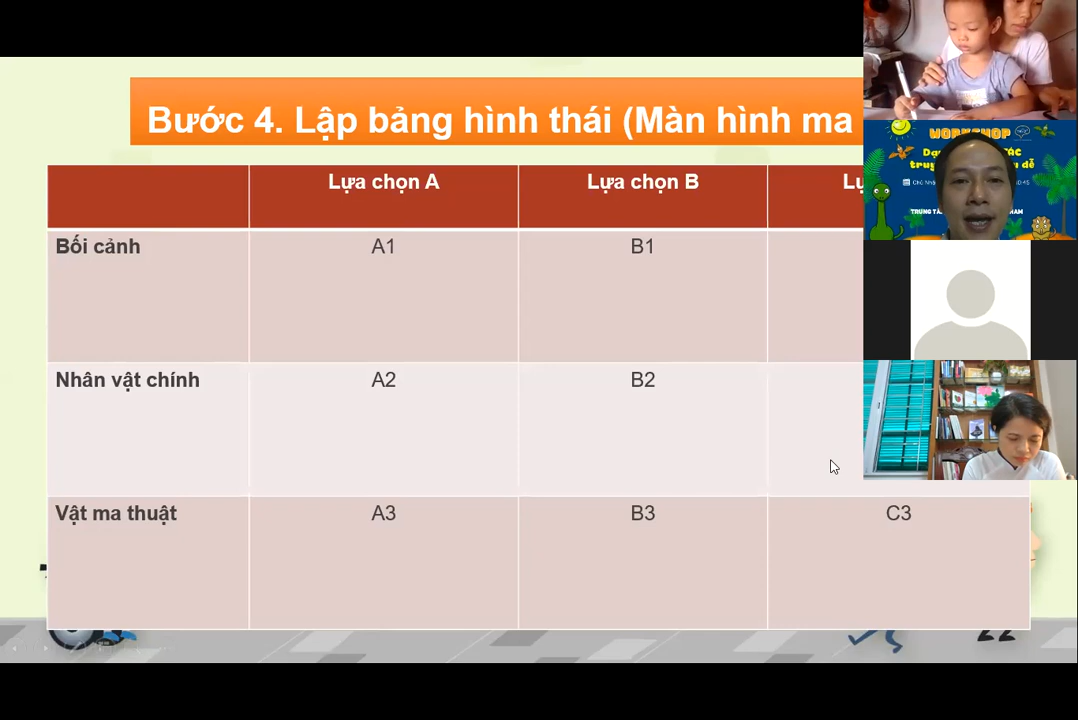 Bước 4. Lập bảng hình thái (Màn hình ma
Lựa chọn A
Lựa chọn B
Bối cảnh
A1
B1
Nhân vật chính
A2
B2
Vật ma thuật
A3
B3
C3
WORKSHOP